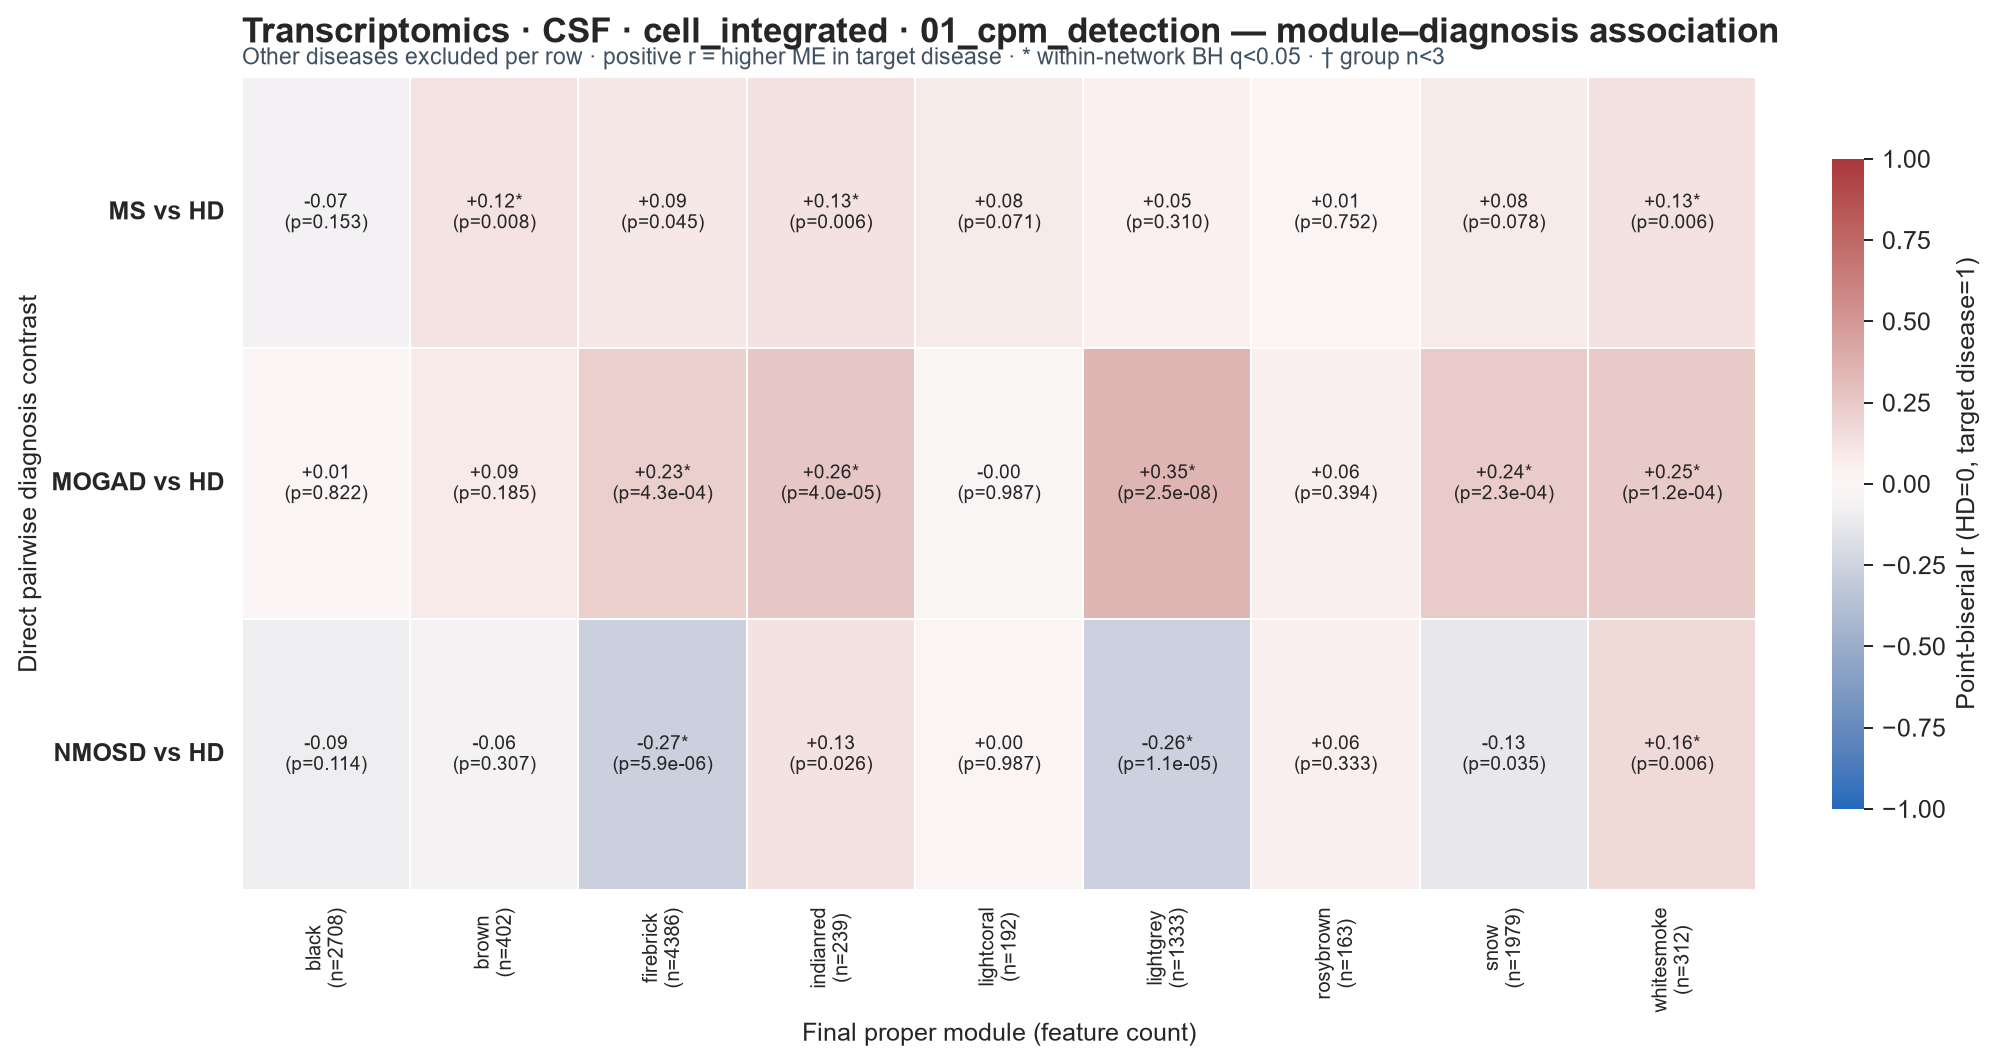 Transcriptomics · CSF · cell_integrated · 01_cpm_detection — module–diagnosis association
Other diseases excluded per row · positive r = higher ME in target disease · * within-network BH q<0.05 · † group n<3
Direct pairwise diagnosis contrast
MS vs HD
-0.07
(p=0.153)
+0.12*
(p=0.008)
+0.09
(p=0.045)
+0.13*
(p=0.006)
+0.08
(p=0.071)
+0.05
(p=0.310)
+0.01
(p=0.752)
+0.08
(p=0.078)
+0.13*
(p=0.006)
MOGAD vs HD
+0.01
(p=0.822)
+0.09
(p=0.185)
+0.23*
(p=4.3e-04)
+0.26*
(p=4.0e-05)
-0.00
(p=0.987)
+0.35*
(p=2.5e-08)
+0.06
(p=0.394)
+0.24*
(p=2.3e-04)
+0.25*
(p=1.2e-04)
NMOSD vs HD
-0.09
(p=0.114)
-0.06
(p=0.307)
-0.27*
(p=5.9e-06)
+0.13
(p=0.026)
+0.00
(p=0.987)
-0.26*
(p=1.1e-05)
+0.06
(p=0.333)
-0.13
(p=0.035)
+0.16*
(p=0.006)
black
(n=2708)
brown
(n=402)
firebrick
(n=4386)
indianred
(n=239)
lightcoral
(n=192)
lightgrey
(n=1333)
rosybrown
(n=163)
snow
(n=1979)
whitesmoke
(n=312)
Final proper module (feature count)
1.00
0.75
0.50
0.25
0.00
−0.25
−0.50
−0.75
−1.00
Point-biserial r (HD=0, target disease=1)